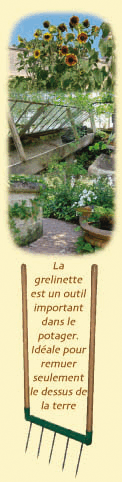 La
grelinette
est un outil
important
dans le
potager.
Idéale pour
remuer
seulement
le dessus de
la terre